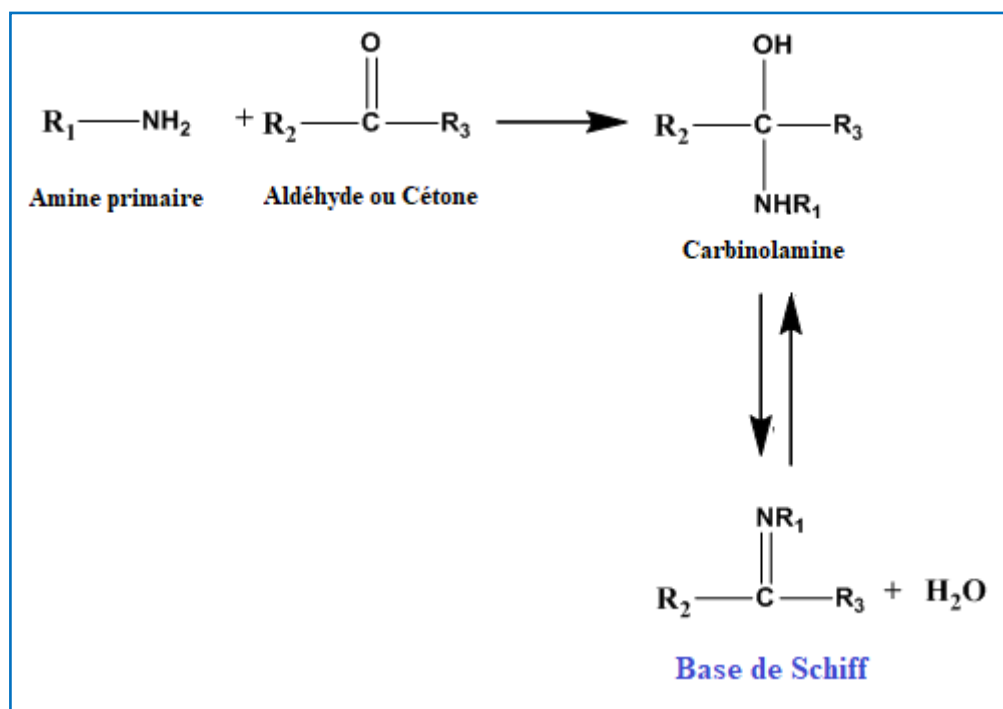 O
OH
R₁—NH₂ + R₂—C—R₃ R₂—C—R₃
Amine primaire Aldéhyde ou Cétone NHR₁
Carbinolamine
NR₁
R₂—C—R₃ + H₂O
Base de Schiff